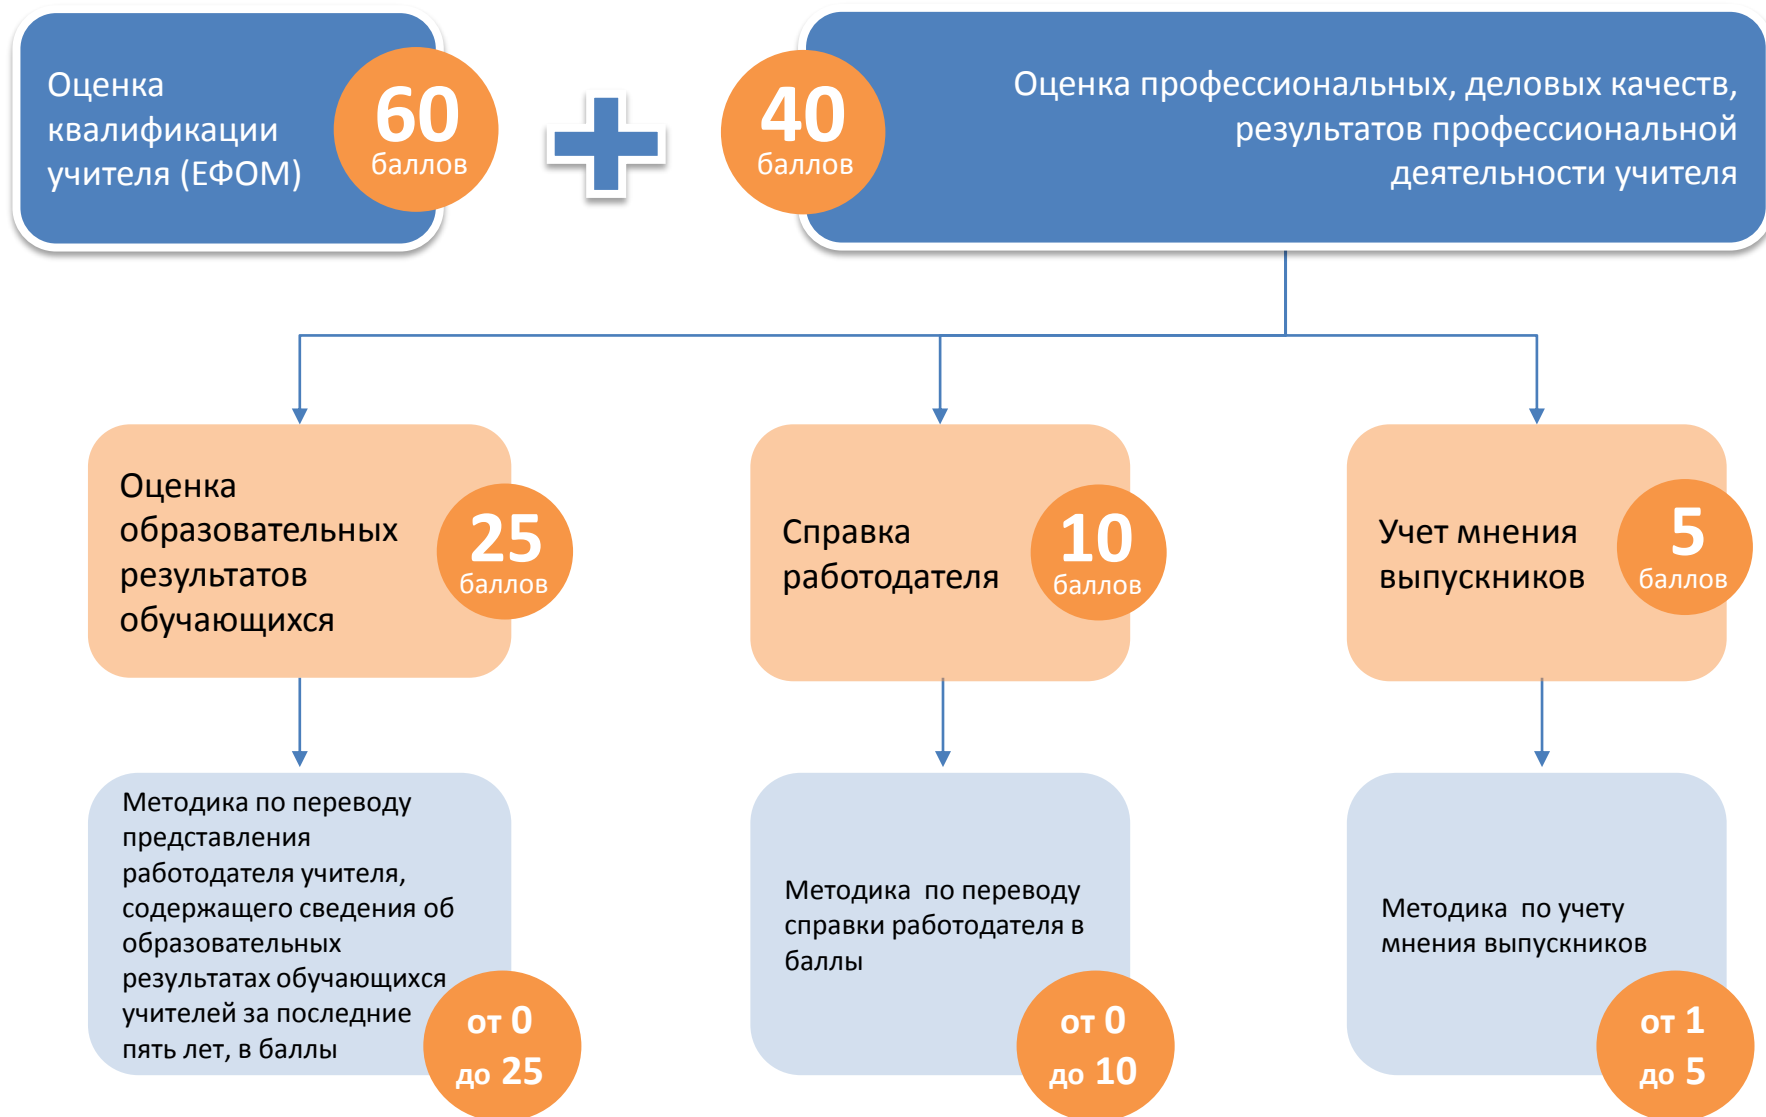 Оценка
квалификации
учителя (ЕФОМ)
60
баллов
40
баллов
Оценка профессиональных, деловых качеств,
результатов профессиональной
деятельности учителя
Оценка
образовательных
результатов
обучающихся
25
баллов
Справка
работодателя
10
баллов
Учет мнения
выпускников
5
баллов
Методика по переводу
представления
работодателя учителя,
содержащего сведения об
образовательных
результатах обучающихся
учителей за последние
пять лет, в баллы
от 0
до 25
Методика по переводу
справки работодателя в
баллы
от 0
до 10
Методика по учету
мнения выпускников
от 1
до 5